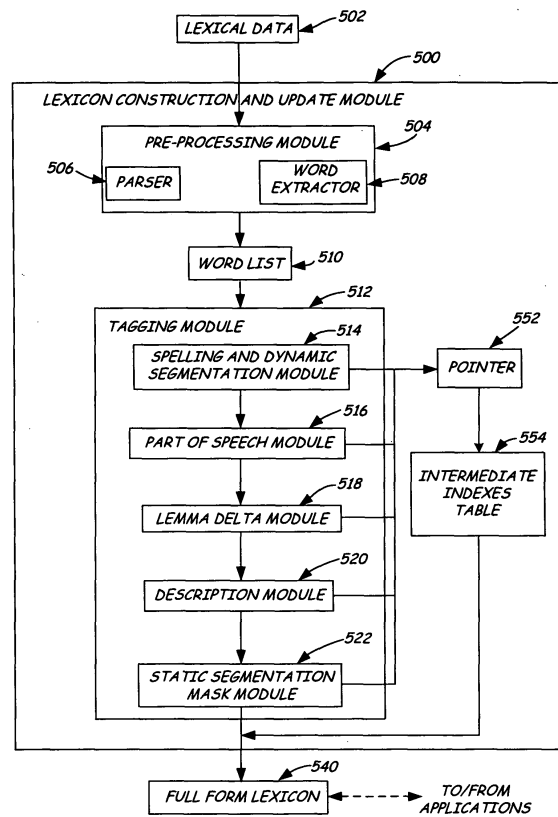 LEXICAL DATA
502
500
LEXICON CONSTRUCTION AND UPDATE MODULE
PRE-PROCESSING MODULE
504
506
PARSER
WORD
EXTRACTOR
508
WORD LIST
510
512
TAGGING MODULE
514
SPELLING AND DYNAMIC
SEGMENTATION MODULE
552
POINTER
516
PART OF SPEECH MODULE
554
INTERMEDIATE
INDEXES
TABLE
518
LEMMA DELTA MODULE
520
DESCRIPTION MODULE
522
STATIC SEGMENTATION
MASK MODULE
540
FULL FORM LEXICON
TO/FROM
APPLICATIONS